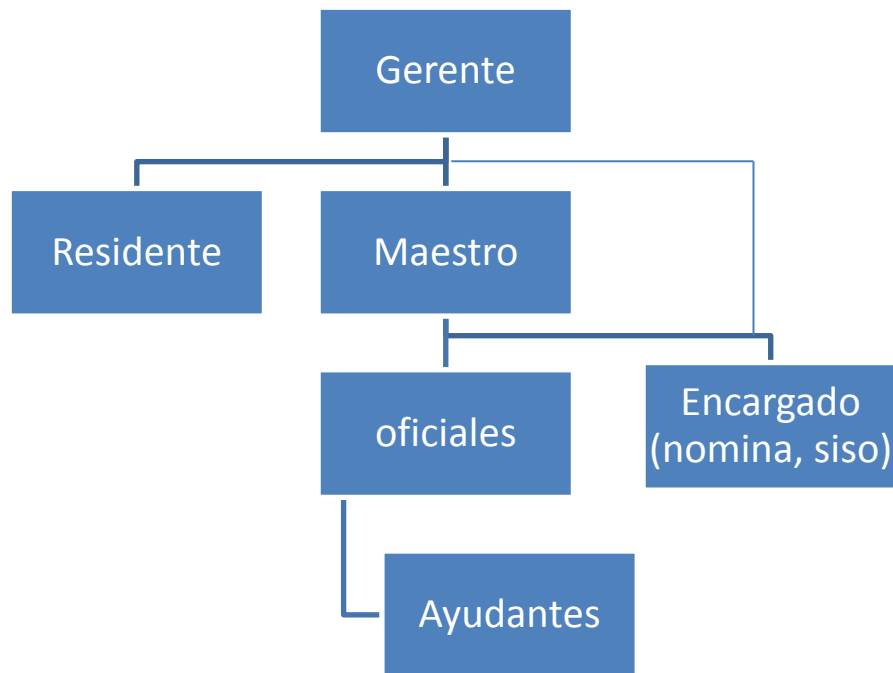 Gerente
Residente
Maestro
oficiales
Encargado
(nomina, siso)
Ayudantes